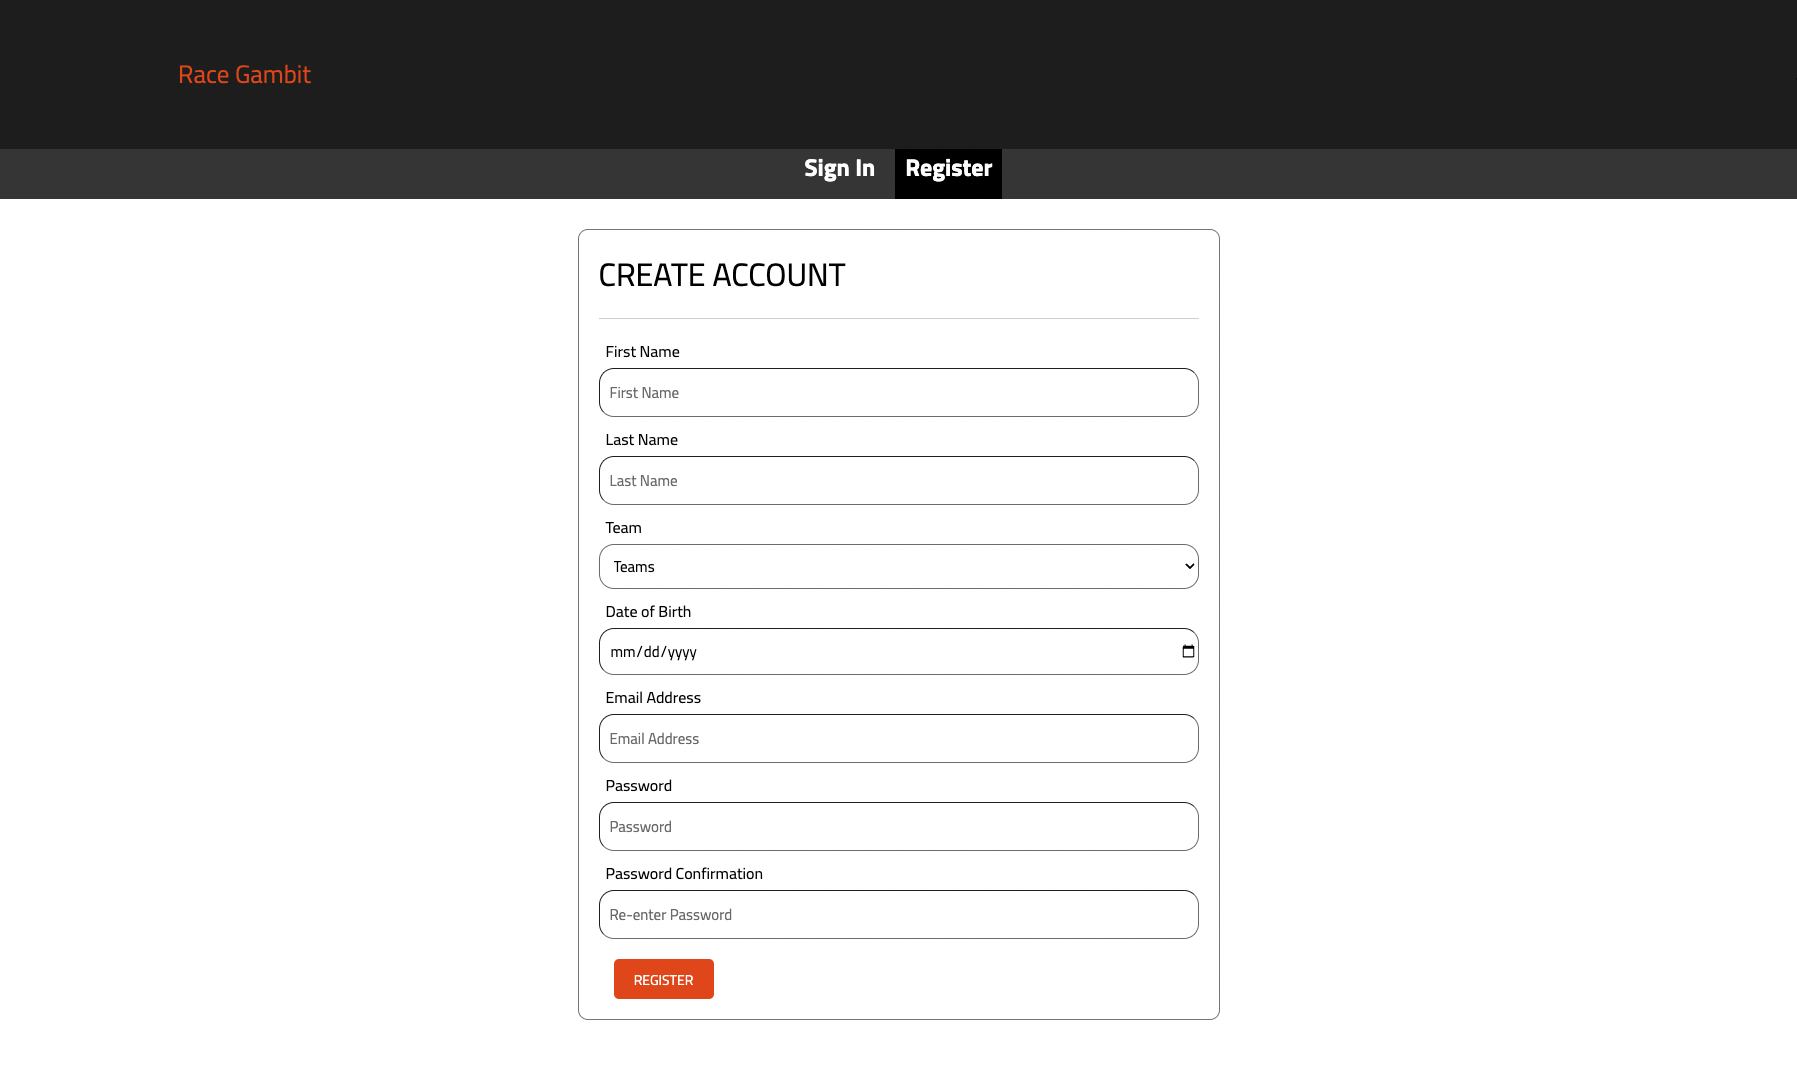 Race Gambit
Sign In Register
CREATE ACCOUNT
First Name
First Name
Last Name
Last Name
Team
Teams
Date of Birth
mm/dd/yyyy
Email Address
Email Address
Password
Password
Password Confirmation
Re-enter Password
REGISTER